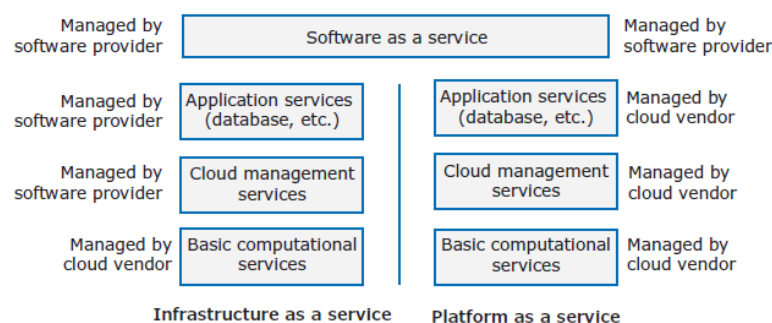 Managed by
software provider
Software as a service
Managed by
software provider
Managed by
software provider
Application services
(database, etc.)
Application services
(database, etc.)
Managed by
cloud vendor
Managed by
software provider
Cloud management
services
Cloud management
services
Managed by
cloud vendor
Managed by
cloud vendor
Basic computational
services
Basic computational
services
Managed by
cloud vendor
Infrastructure as a service
Platform as a service